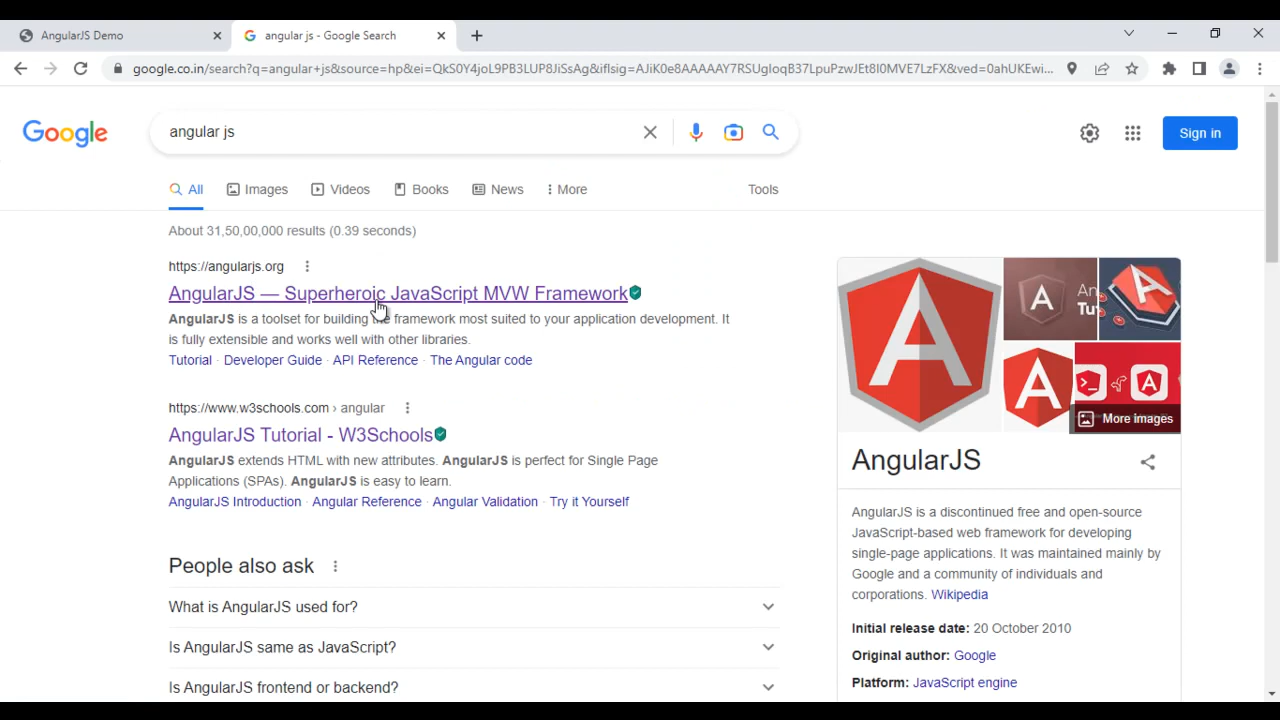 AngularJS Demo
angular js - Google Search
google.co.in/search?q=angular+js&source=hp&ei=QkS0Y4joL9PB3LUP8JiSsAg&iflsig=AJiK0e8AAAAAY7RSUgIoqB37LpuPzwJEt8I0MVE7LzFX&ved=0ahUKEwi...
Google
angular js
Sign in
All
Images
Videos
Books
News
More
Tools
About 31,50,00,000 results (0.39 seconds)
https://angularjs.org
AngularJS — Superheroic JavaScript MVW Framework
AngularJS is a toolset for building the framework most suited to your application development. It
is fully extensible and works well with other libraries.
Tutorial · Developer Guide · API Reference · The Angular code
https://www.w3schools.com › angular
AngularJS Tutorial - W3Schools
AngularJS extends HTML with new attributes. AngularJS is perfect for Single Page
Applications (SPAs). AngularJS is easy to learn.
AngularJS Introduction · Angular Reference · Angular Validation · Try it Yourself
People also ask
What is AngularJS used for?
Is AngularJS same as JavaScript?
Is AngularJS frontend or backend?
More images
AngularJS
AngularJS is a discontinued free and open-source
JavaScript-based web framework for developing
single-page applications. It was maintained mainly by
Google and a community of individuals and
corporations. Wikipedia
Initial release date: 20 October 2010
Original author: Google
Platform: JavaScript engine